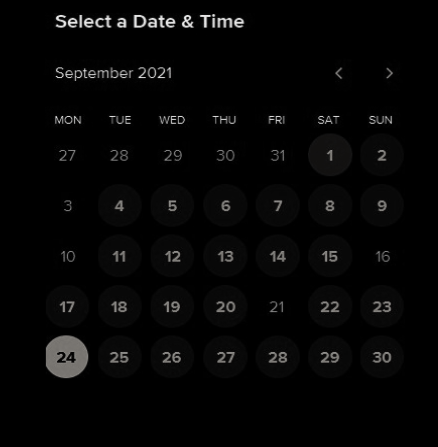 Select a Date & Time
September 2021
MON TUE WED THU FRI SAT SUN
27 28 29 30 31 1 2
3 4 5 6 7 8 9
10 11 12 13 14 15 16
17 18 19 20 21 22 23
24 25 26 27 28 29 30